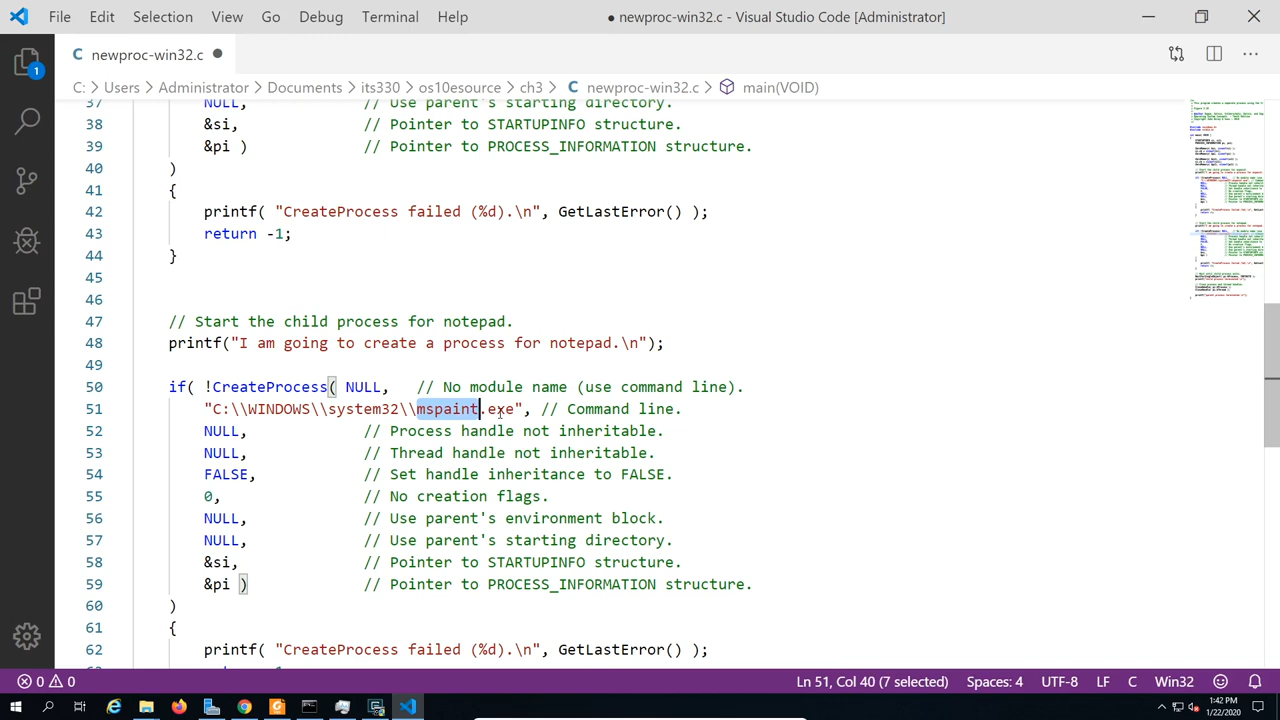 File Edit Selection View Go Debug Terminal Help
● newproc-win32.c - Visual Studio Code [Administrator]
C newproc-win32.c ●
C: > Users > Administrator > Documents > its330 > os10esource > ch3 > C newproc-win32.c > main(VOID)
1
37 NULL, // Use parent's starting directory.
38 &si, // Pointer to STARTUPINFO structure.
39 &pi ) // Pointer to PROCESS_INFORMATION structure.
40 )
41 {
42 printf( "CreateProcess failed (%d).\n", GetLastError() );
43 return -1;
44 }
45
46
47 // Start the child process for notepad.
48 printf("I am going to create a process for notepad.\n");
49
50 if( !CreateProcess( NULL, // No module name (use command line).
51 "C:\\WINDOWS\\system32\\mspaint.exe", // Command line.
52 NULL, // Process handle not inheritable.
53 NULL, // Thread handle not inheritable.
54 FALSE, // Set handle inheritance to FALSE.
55 0, // No creation flags.
56 NULL, // Use parent's environment block.
57 NULL, // Use parent's starting directory.
58 &si, // Pointer to STARTUPINFO structure.
59 &pi ) // Pointer to PROCESS_INFORMATION structure.
60 )
61 {
62 printf( "CreateProcess failed (%d).\n", GetLastError() );
0 0 Ln 51, Col 40 (7 selected) Spaces: 4 UTF-8 LF C Win32
1:42 PM
1/22/2020